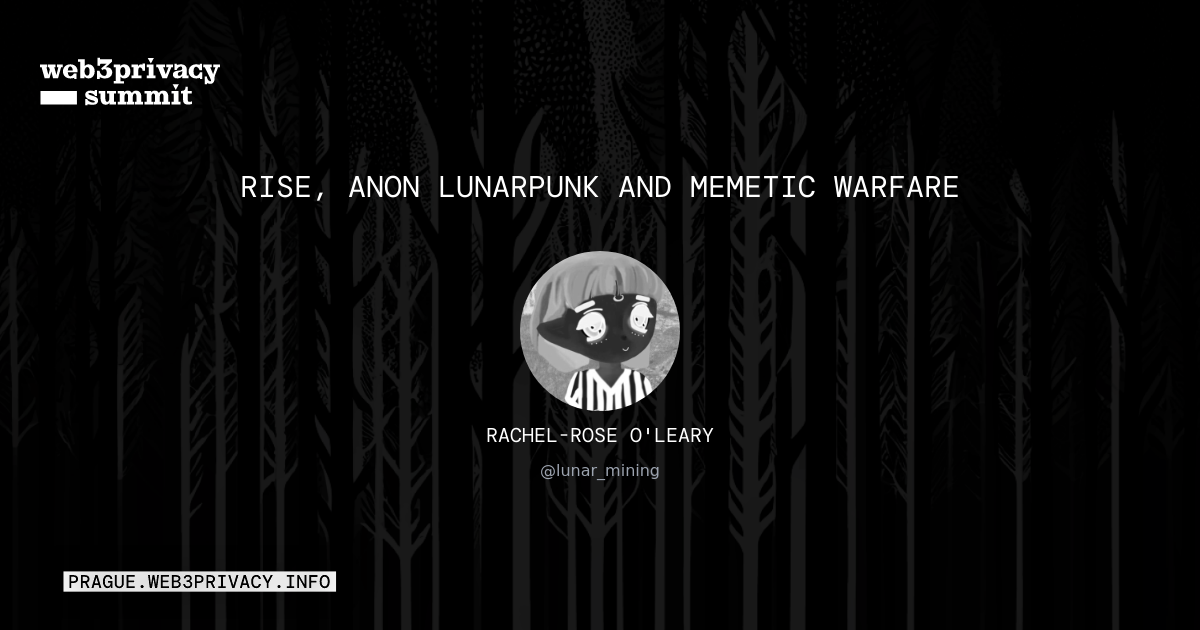 web3privacy
summit
RISE, ANON LUNARPUNK AND MEMETIC WARFARE
RACHEL-ROSE O'LEARY
@lunar_mining
PRAGUE.WEB3PRIVACY.INFO